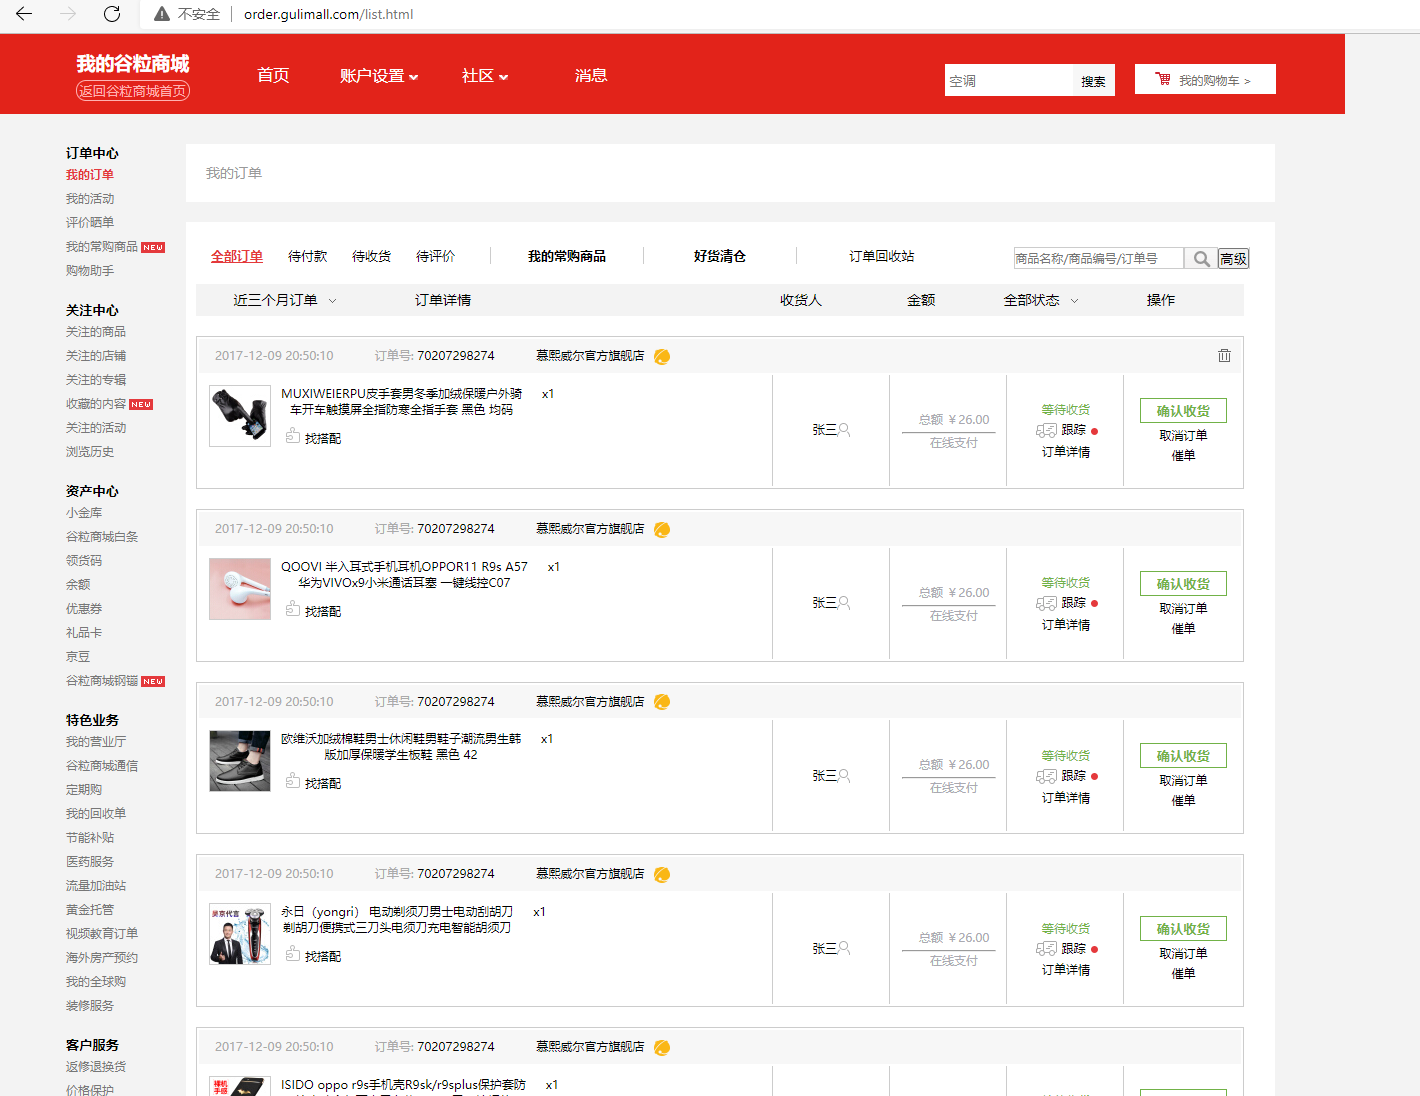 不安全 order.gulimall.com/list.html
我的谷粒商城
返回谷粒商城首页
首页 账户设置 社区 消息
空调 搜索 我的购物车 >
订单中心
我的订单
我的活动
评价晒单
我的常购商品 NEW
购物助手
关注中心
关注的商品
关注的店铺
关注的专辑
收藏的内容 NEW
关注的活动
浏览历史
资产中心
小金库
谷粒商城白条
领货码
余额
优惠券
礼品卡
京豆
谷粒商城钢镚 NEW
特色业务
我的营业厅
谷粒商城通信
定期购
我的回收单
节能补贴
医药服务
流量加油站
黄金托管
视频教育订单
海外房产预约
我的全球购
装修服务
客户服务
返修退换货
价格保护
我的订单
全部订单 待付款 待收货 待评价 我的常购商品 好货清仓 订单回收站 商品名称/商品编号/订单号 高级
近三个月订单 订单详情 收货人 金额 全部状态 操作
2017-12-09 20:50:10 订单号: 70207298274 慕熙威尔官方旗舰店
MUXIWEIERPU皮手套男冬季加绒保暖户外骑 x1
车开车触摸屏全指防寒全指手套 黑色 均码
找搭配
张三
总额 ¥26.00
在线支付
等待收货
跟踪
订单详情
确认收货
取消订单
催单
2017-12-09 20:50:10 订单号: 70207298274 慕熙威尔官方旗舰店
QOOVI 半入耳式手机耳机OPPOR11 R9s A57 x1
华为VIVOx9小米通话耳塞 一键线控C07
找搭配
张三
总额 ¥26.00
在线支付
等待收货
跟踪
订单详情
确认收货
取消订单
催单
2017-12-09 20:50:10 订单号: 70207298274 慕熙威尔官方旗舰店
欧维沃加绒棉鞋男士休闲鞋男鞋子潮流男生韩 x1
版加厚保暖学生板鞋 黑色 42
找搭配
张三
总额 ¥26.00
在线支付
等待收货
跟踪
订单详情
确认收货
取消订单
催单
2017-12-09 20:50:10 订单号: 70207298274 慕熙威尔官方旗舰店
永日（yongri） 电动剃须刀男士电动刮胡刀 x1
剃胡刀便携式三刀头电须刀充电智能胡须刀
找搭配
张三
总额 ¥26.00
在线支付
等待收货
跟踪
订单详情
确认收货
取消订单
催单
2017-12-09 20:50:10 订单号: 70207298274 慕熙威尔官方旗舰店
裸机
手感
ISIDO oppo r9s手机壳R9sk/r9splus保护套防 x1